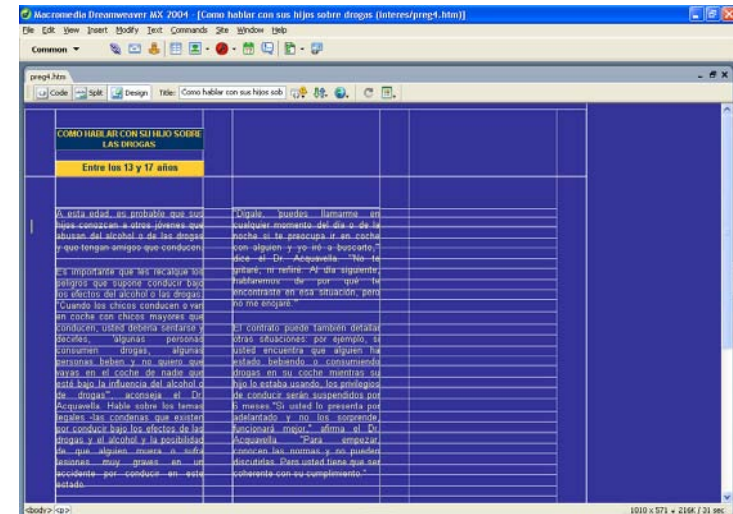 Macromedia Dreamweaver MX 2004 - [Como hablar con sus hijos sobre drogas (interes/preg4.htm)]
File Edit View Insert Modify Text Commands Site Window Help
Common
preg4.htm
Code Split Design Title: Como hablar con sus hijos sob
COMO HABLAR CON SU HIJO SOBRE
LAS DROGAS
Entre los 13 y 17 años
A esta edad, es probable que sus
hijos conozcan a otros jóvenes que
abusan del alcohol o de las drogas
y que tengan amigos que conducen.
Es importante que les recalque los
peligros que supone conducir bajo
los efectos del alcohol o las drogas.
"Cuando los chicos conducen o van
en coche con chicos mayores que
conducen, usted debería sentarse y
decirles, 'algunas personas
consumen drogas, algunas
personas beben y no quiero que
vayas en el coche de nadie que
esté bajo la influencia del alcohol o
de drogas'", aconseja el Dr.
Acquavella. Hable sobre los temas
legales -las condenas que existen
por conducir bajo los efectos de las
drogas y el alcohol y la posibilidad
de que alguien muera o sufra
lesiones muy graves en un
accidente por conducir en este
estado.
"Dígale, 'puedes llamarme en
cualquier momento del día o de la
noche si te preocupa ir en coche
con alguien y yo iré a buscarte,"
dice el Dr. Acquavella. "No te
gritaré, ni reñiré. Al día siguiente,
hablaremos de por qué te
encontraste en esa situación, pero
no me enojaré."
El contrato puede también detallar
otras situaciones: por ejemplo, si
usted encuentra que alguien ha
estado bebiendo o consumiendo
drogas en su coche mientras su
hijo lo estaba usando, los privilegios
de conducir serán suspendidos por
6 meses."Si usted lo presenta por
adelantado y no los sorprende,
funcionará mejor," afirma el Dr.
Acquavella. "Para empezar,
conocen las normas y no pueden
discutirlas. Pero usted tiene que ser
coherente con su cumplimiento."
<body> <p>
1010 x 571 216K / 31 sec